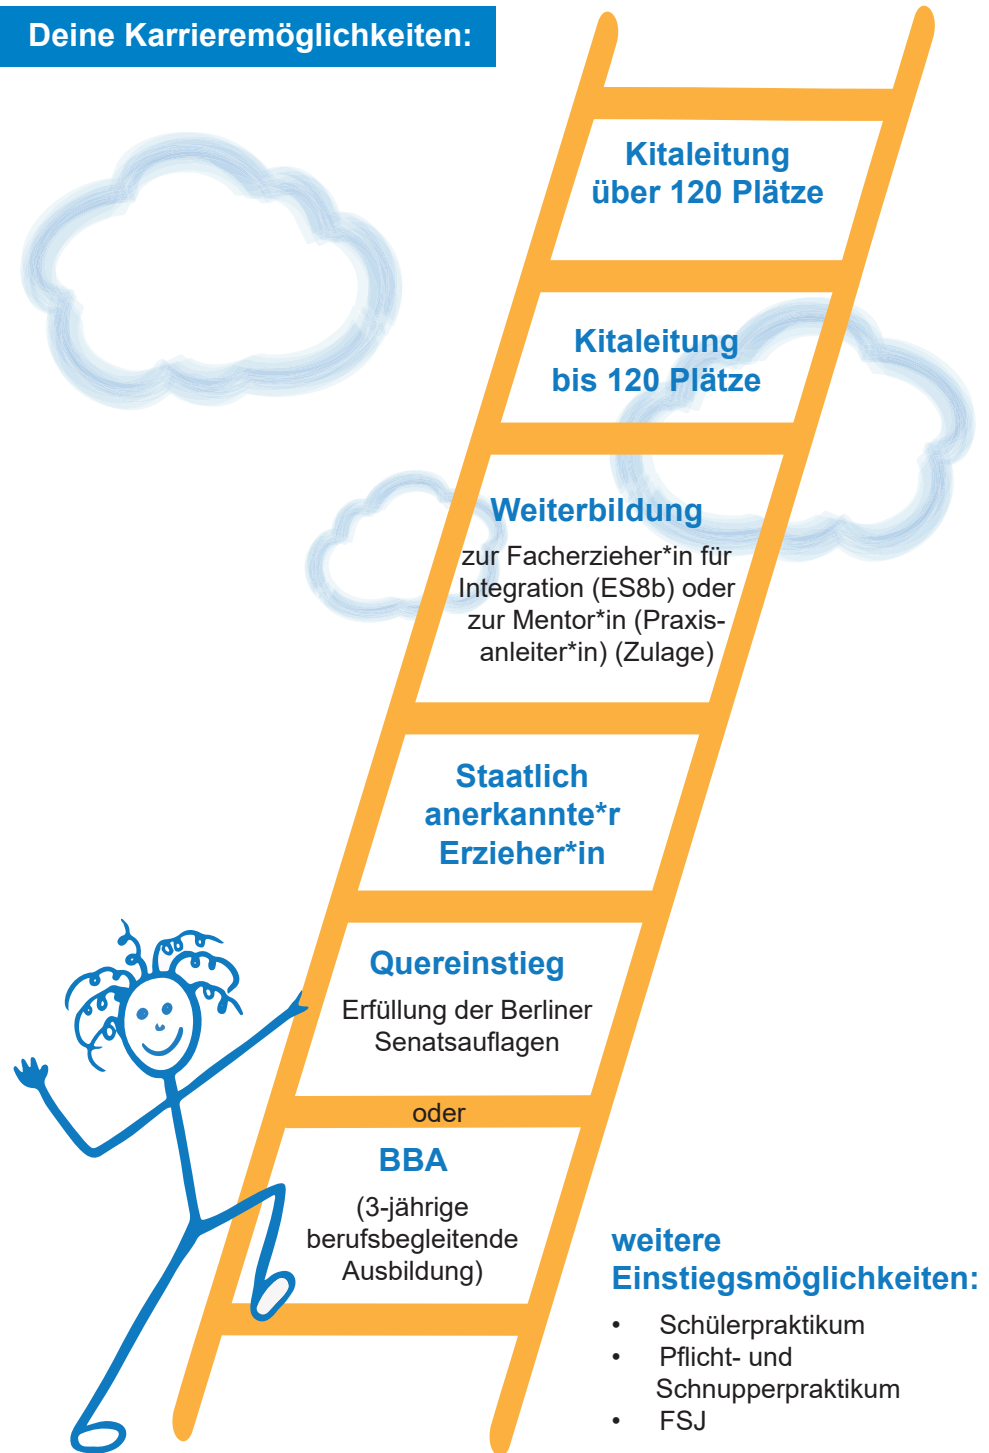 Deine Karrieremöglichkeiten:
Kitaleitung
über 120 Plätze
Kitaleitung
bis 120 Plätze
Weiterbildung
zur Facherzieher*in für
Integration (ES8b) oder
zur Mentor*in (Praxis-
anleiter*in) (Zulage)
Staatlich
anerkannte*r
Erzieher*in
Quereinstieg
Erfüllung der Berliner
Senatsauflagen
oder
BBA
(3-jährige
berufsbegleitende
Ausbildung)
weitere
Einstiegsmöglichkeiten:
• Schülerpraktikum
• Pflicht- und
Schnupperpraktikum
• FSJ